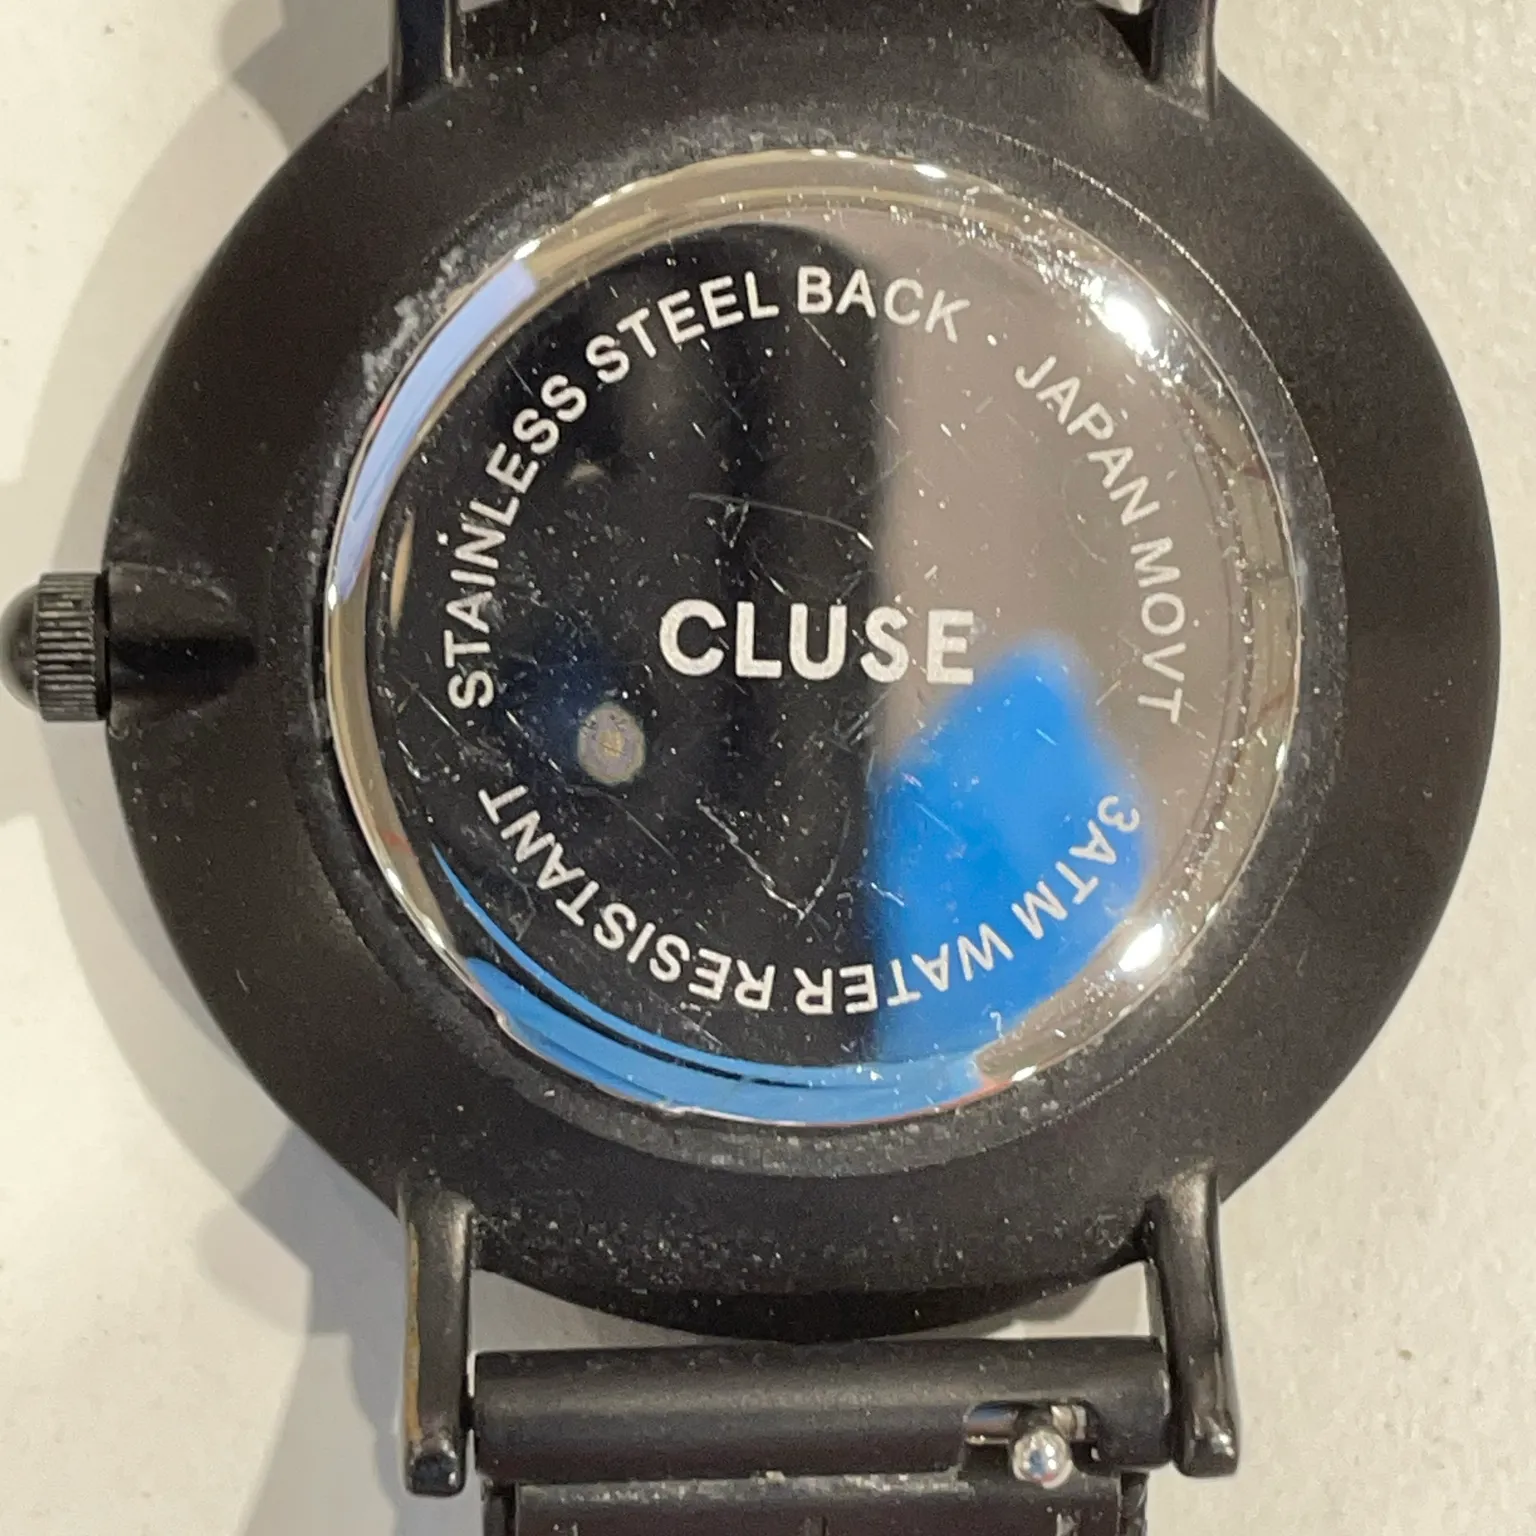 STAINLESS STEEL BACK · JAPAN MOVT
CLUSE
3ATM WATER RESISTANT